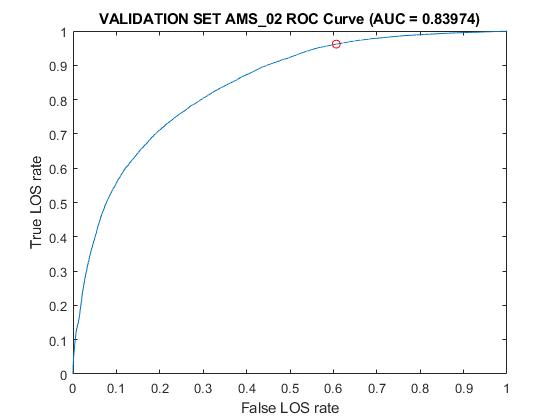 VALIDATION SET AMS_02 ROC Curve (AUC = 0.83974)
1
0.9
0.8
0.7
0.6
0.5
0.4
0.3
0.2
0.1
0
True LOS rate
0 0.1 0.2 0.3 0.4 0.5 0.6 0.7 0.8 0.9 1
False LOS rate